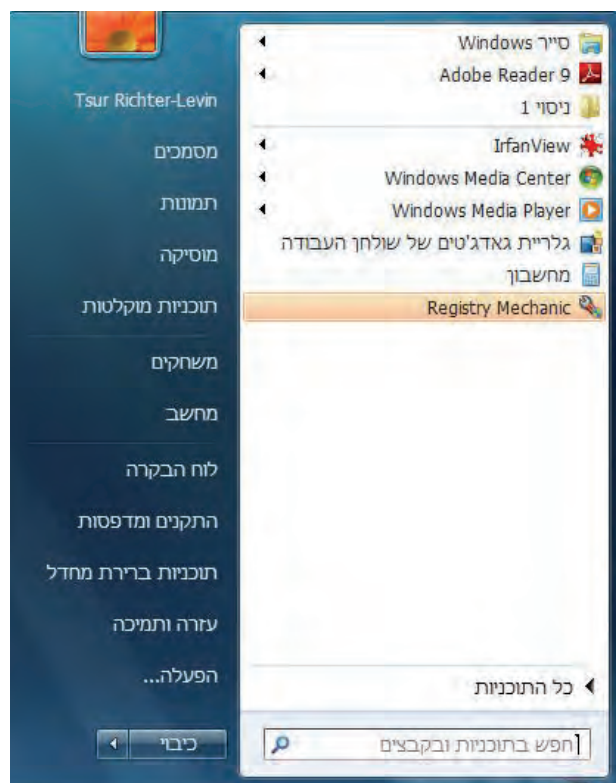 סייר Windows
Adobe Reader 9
ניסוי 1
IrfanView
Windows Media Center
Windows Media Player
גלריית גאדג'טים של שולחן העבודה
מחשבון
Registry Mechanic
כל התוכניות
חפש בתוכניות ובקבצים
Tsur Richter-Levin
מסמכים
תמונות
מוסיקה
תוכניות מוקלטות
משחקים
מחשב
לוח הבקרה
התקנים ומדפסות
תוכניות ברירת מחדל
עזרה ותמיכה
הפעלה...
כיבוי